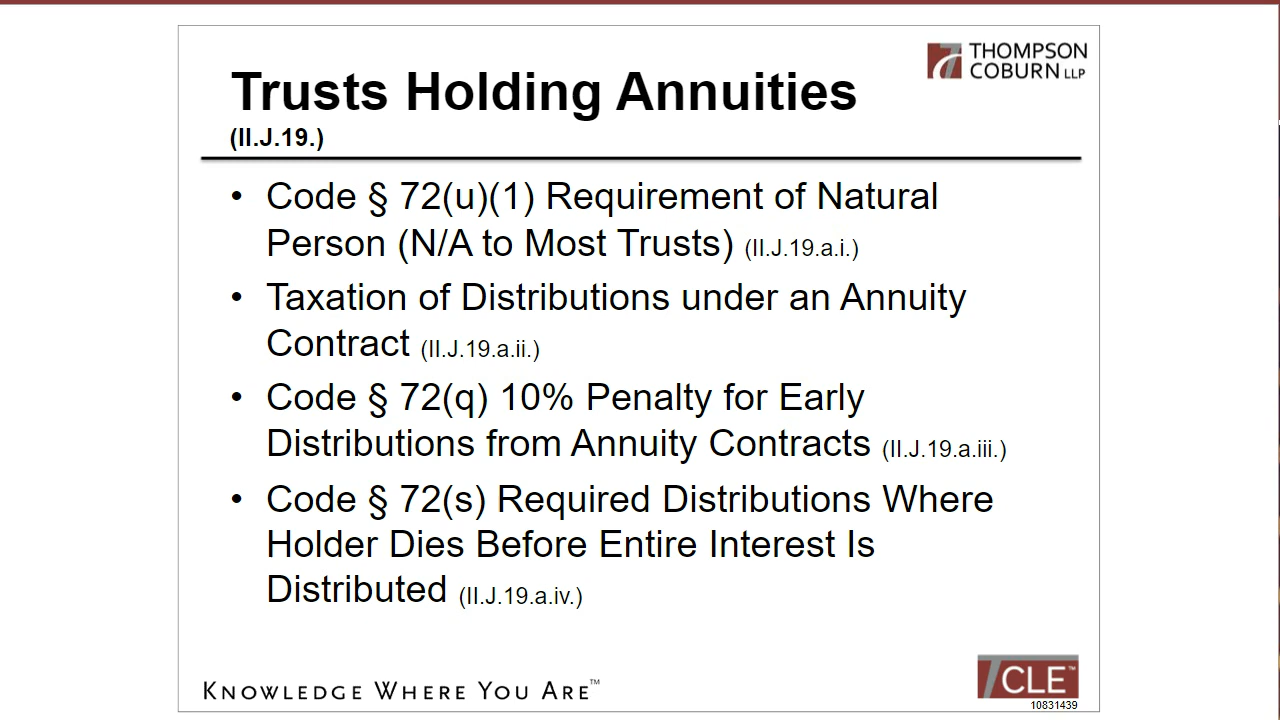 THOMPSON
COBURN LLP
Trusts Holding Annuities
(II.J.19.)
• Code § 72(u)(1) Requirement of Natural
Person (N/A to Most Trusts) (II.J.19.a.i.)
• Taxation of Distributions under an Annuity
Contract (II.J.19.a.ii.)
• Code § 72(q) 10% Penalty for Early
Distributions from Annuity Contracts (II.J.19.a.iii.)
• Code § 72(s) Required Distributions Where
Holder Dies Before Entire Interest Is
Distributed (II.J.19.a.iv.)
KNOWLEDGE WHERE YOU ARE™
TCLE™
10831439